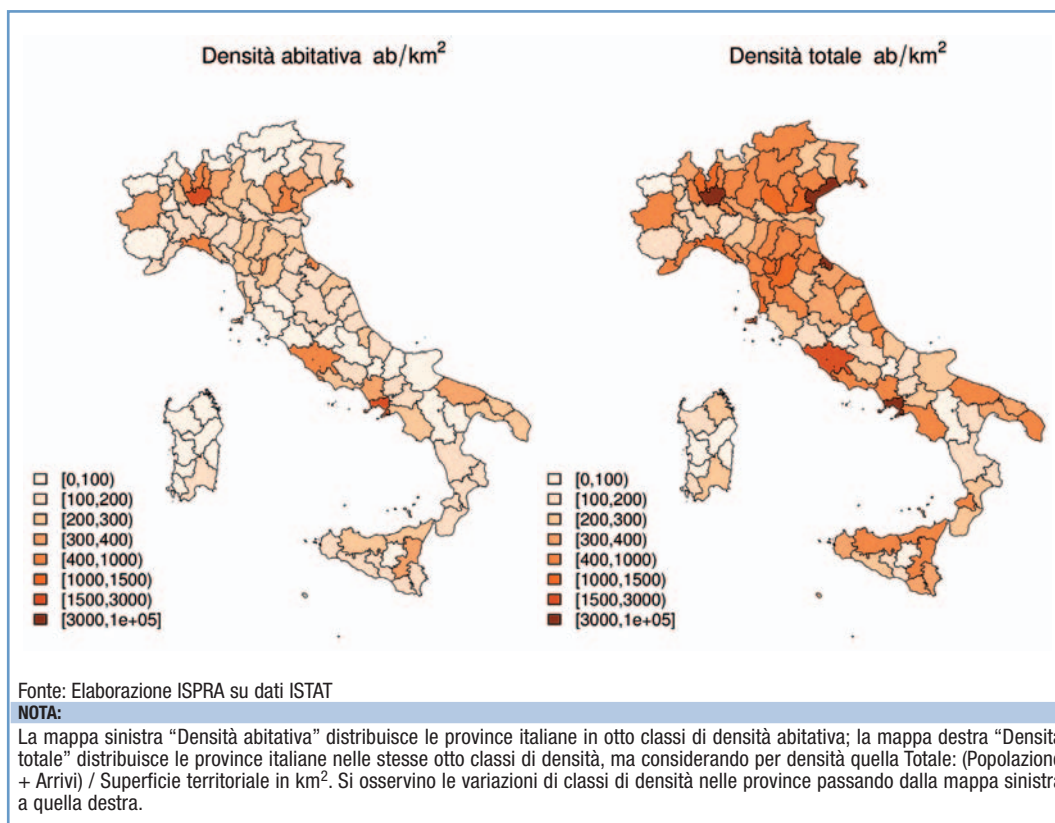 Densità abitativa ab/km²
Densità totale ab/km²
[0,100)
[100,200)
[200,300)
[300,400)
[400,1000)
[1000,1500)
[1500,3000)
[3000,1e+05]
[0,100)
[100,200)
[200,300)
[300,400)
[400,1000)
[1000,1500)
[1500,3000)
[3000,1e+05]
Fonte: Elaborazione ISPRA su dati ISTAT
NOTA:
La mappa sinistra “Densità abitativa” distribuisce le province italiane in otto classi di densità abitativa; la mappa destra “Densità
totale” distribuisce le province italiane nelle stesse otto classi di densità, ma considerando per densità quella Totale: (Popolazione
+ Arrivi) / Superficie territoriale in km². Si osservino le variazioni di classi di densità nelle province passando dalla mappa sinistra
a quella destra.